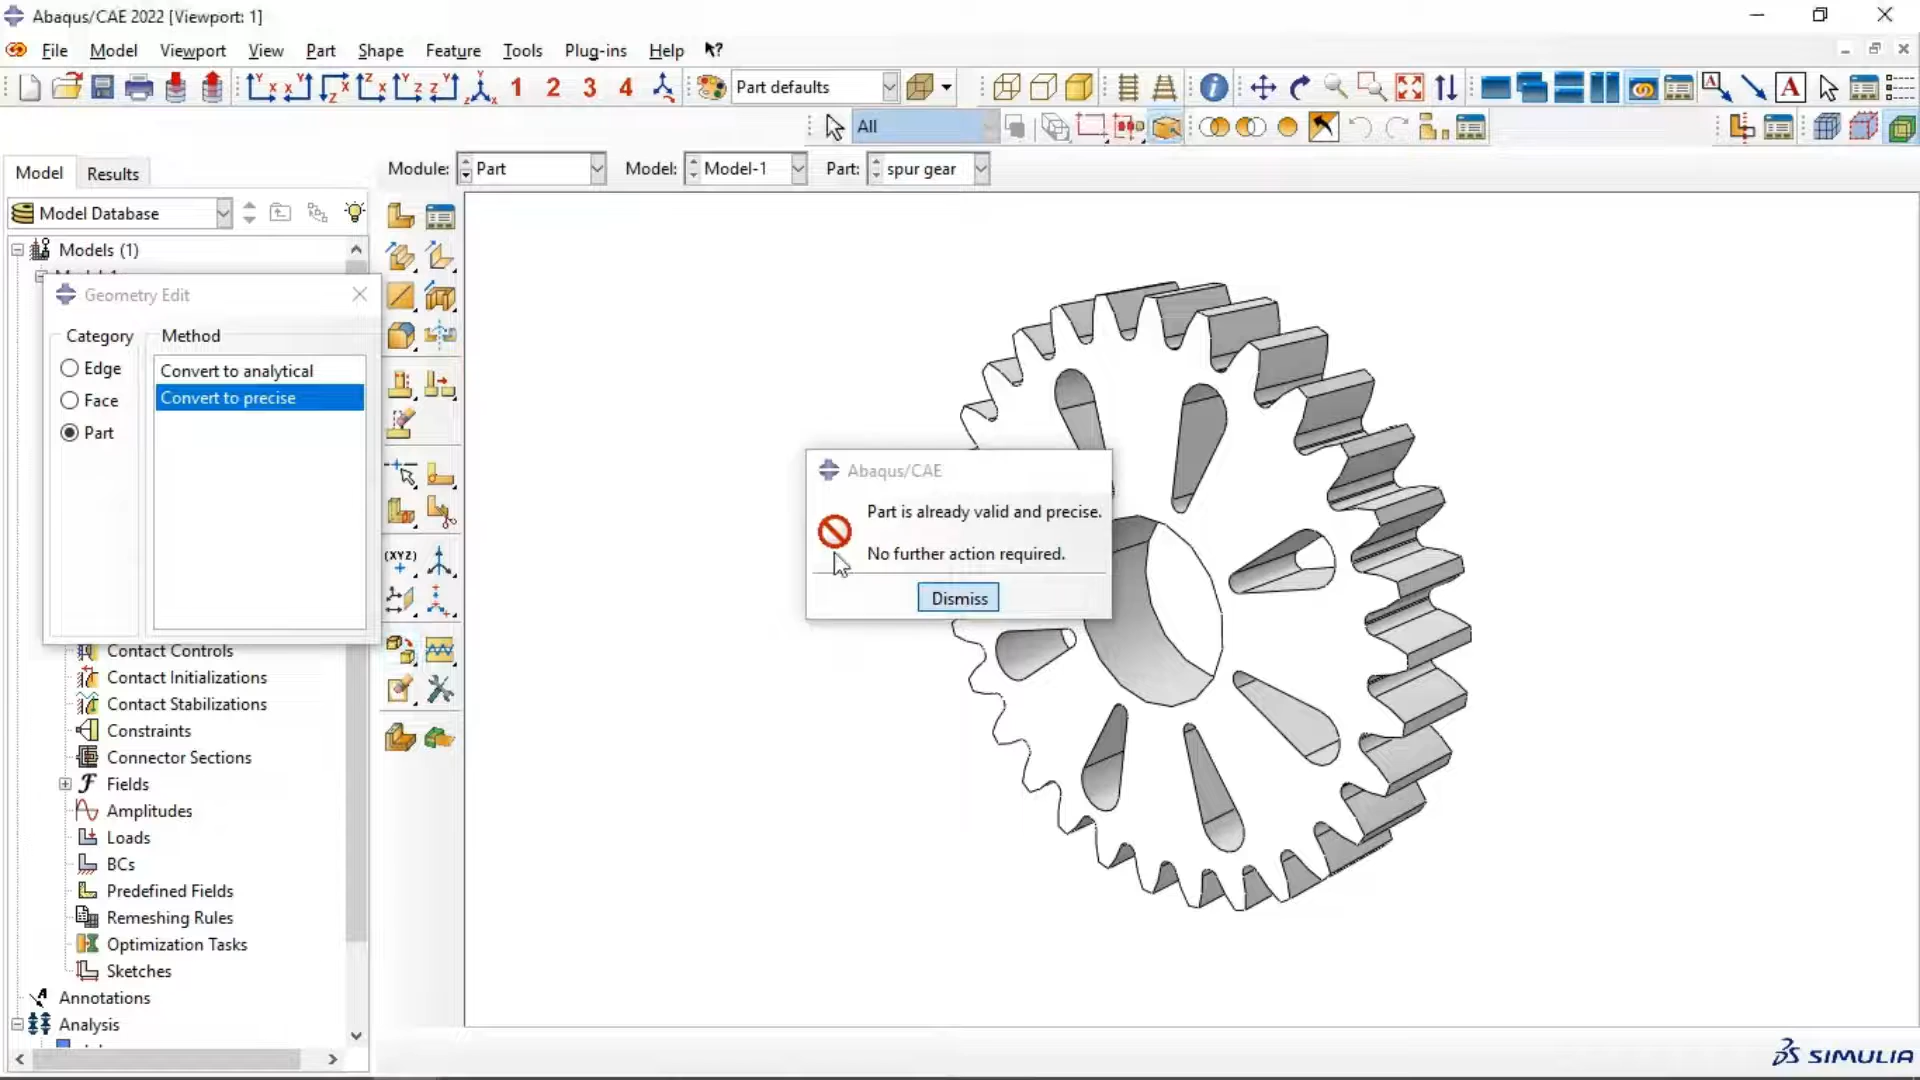 Abaqus/CAE 2022 [Viewport: 1]
File Model Viewport View Part Shape Feature Tools Plug-ins Help
1 2 3 4 Part defaults
All
Model Results Module: Part Model: Model-1 Part: spur gear
Model Database
Models (1)
Geometry Edit
Category Method
Edge
Face
Part
Convert to analytical
Convert to precise
(XYZ)
Abaqus/CAE
Part is already valid and precise.
No further action required.
Dismiss
Contact Controls
Contact Initializations
Contact Stabilizations
Constraints
Connector Sections
Fields
Amplitudes
Loads
BCs
Predefined Fields
Remeshing Rules
Optimization Tasks
Sketches
Annotations
Analysis
SIMULIA